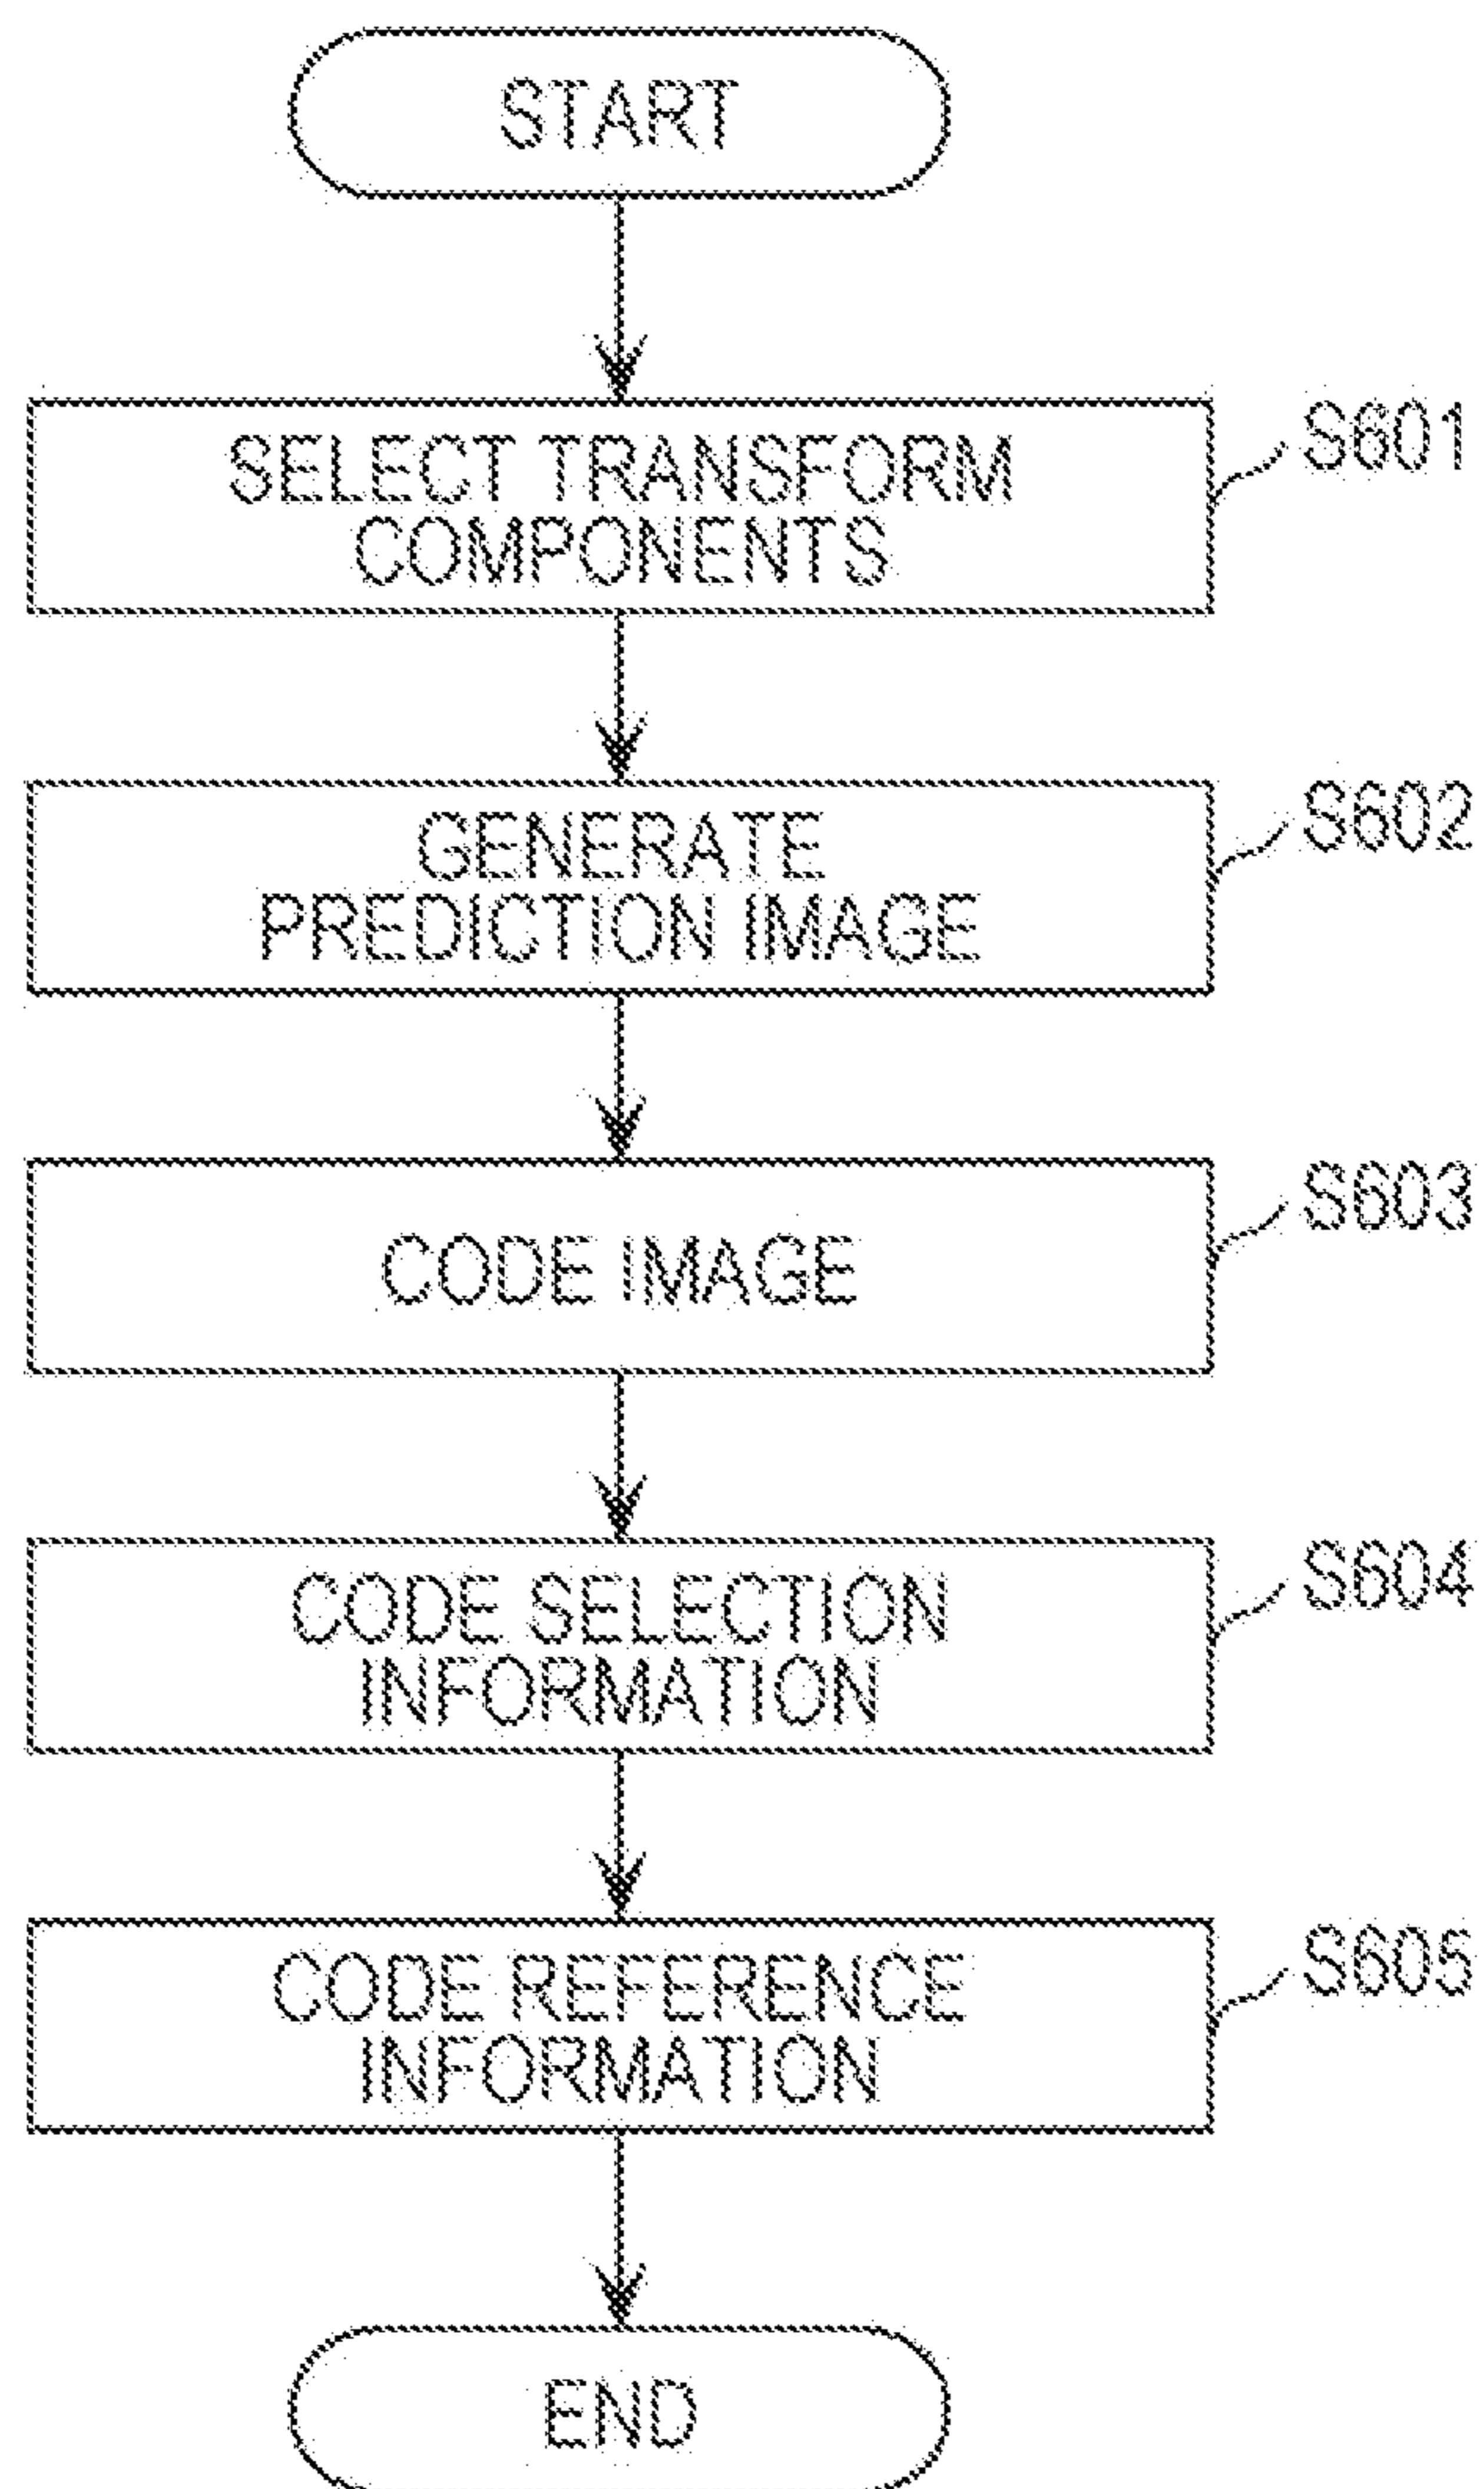 START
SELECT TRANSFORM
COMPONENTS
S601
GENERATE
PREDICTION IMAGE
S602
CODE IMAGE
S603
CODE SELECTION
INFORMATION
S604
CODE REFERENCE
INFORMATION
S605
END